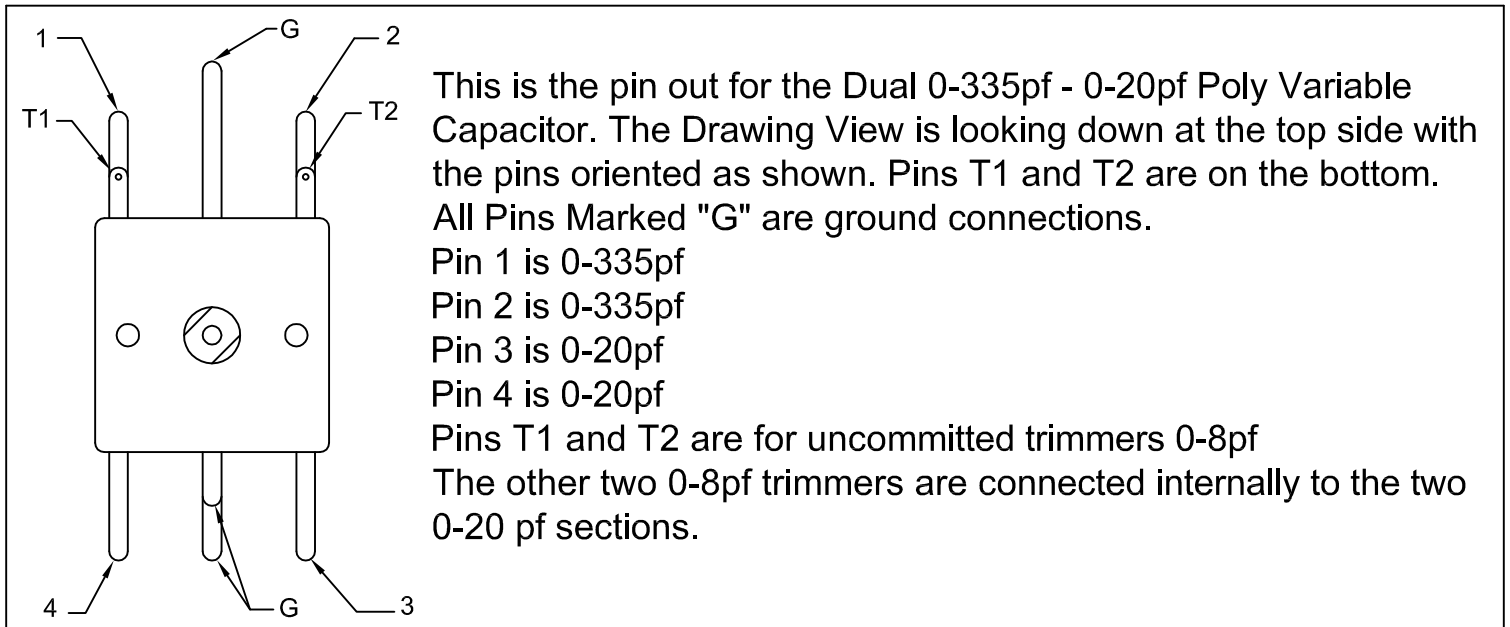 1
G
2
T1
T2
This is the pin out for the Dual 0-335pf - 0-20pf Poly Variable
Capacitor. The Drawing View is looking down at the top side with
the pins oriented as shown. Pins T1 and T2 are on the bottom.
All Pins Marked "G" are ground connections.
Pin 1 is 0-335pf
Pin 2 is 0-335pf
Pin 3 is 0-20pf
Pin 4 is 0-20pf
Pins T1 and T2 are for uncommitted trimmers 0-8pf
The other two 0-8pf trimmers are connected internally to the two
0-20 pf sections.
4
G
3